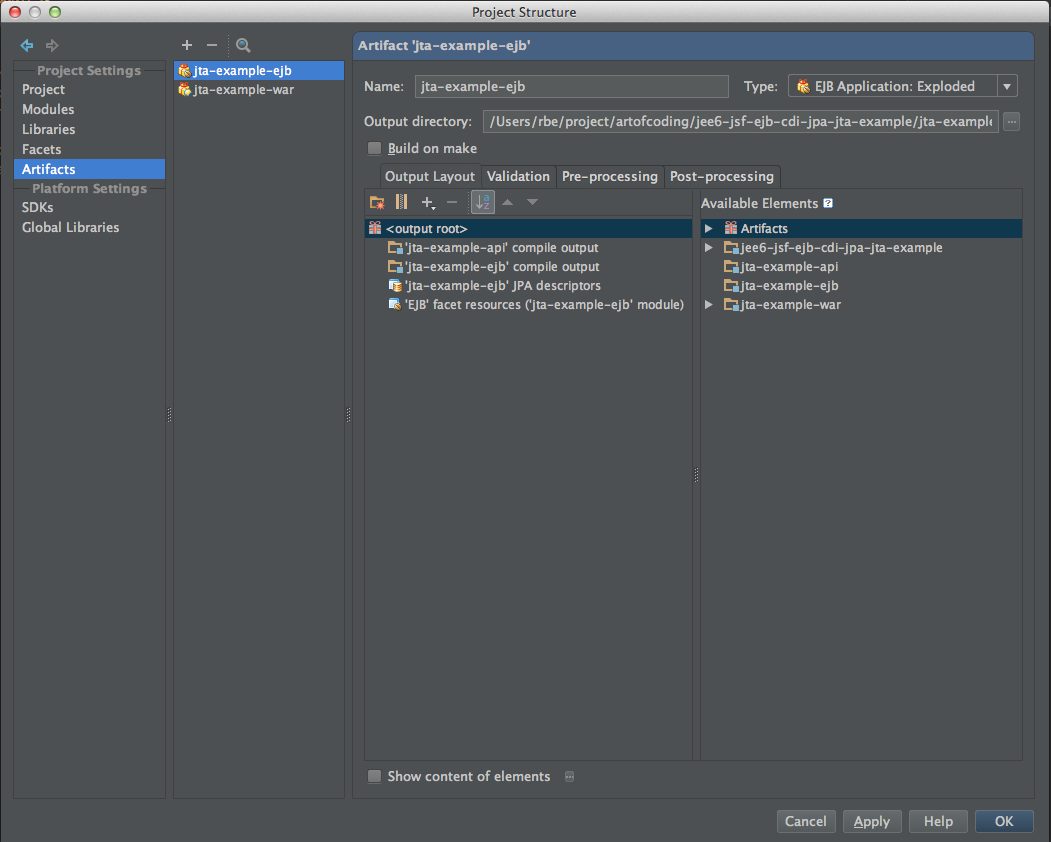 Project Structure
Project Settings
Project
Modules
Libraries
Facets
Artifacts
Platform Settings
SDKs
Global Libraries
jta-example-ejb
jta-example-war
Artifact 'jta-example-ejb'
Name: jta-example-ejb Type: EJB Application: Exploded
Output directory: /Users/rbe/project/artofcoding/jee6-jsf-ejb-cdi-jpa-jta-example/jta-example
Build on make
Output Layout Validation Pre-processing Post-processing
<output root>
'jta-example-api' compile output
'jta-example-ejb' compile output
'jta-example-ejb' JPA descriptors
'EJB' facet resources ('jta-example-ejb' module)
Available Elements ?
Artifacts
jee6-jsf-ejb-cdi-jpa-jta-example
jta-example-api
jta-example-ejb
jta-example-war
Show content of elements ...
Cancel Apply Help OK